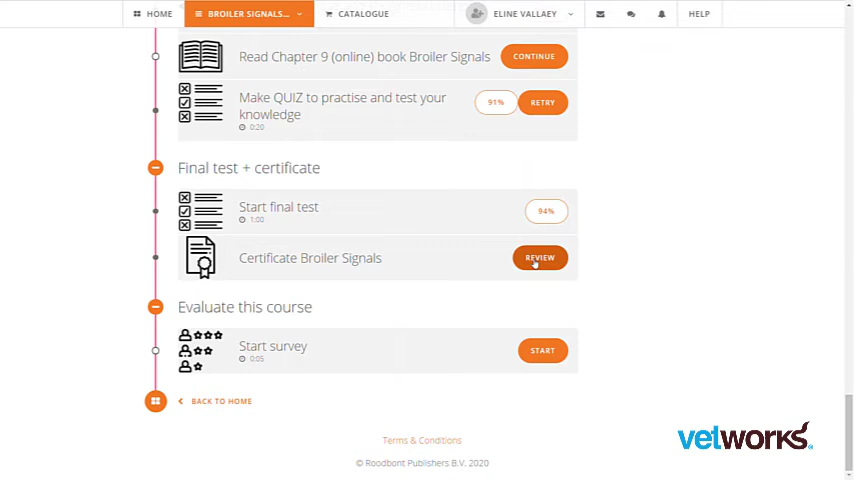 HOME
BROILER SIGNALS...
CATALOGUE
ELINE VALLAEY
HELP
Read Chapter 9 (online) book Broiler Signals
CONTINUE
Make QUIZ to practise and test your
knowledge
0:20
91%
RETRY
Final test + certificate
Start final test
1:00
94%
Certificate Broiler Signals
REVIEW
Evaluate this course
Start survey
0:05
START
BACK TO HOME
Terms & Conditions
© Roodbont Publishers B.V. 2020
vetworks.